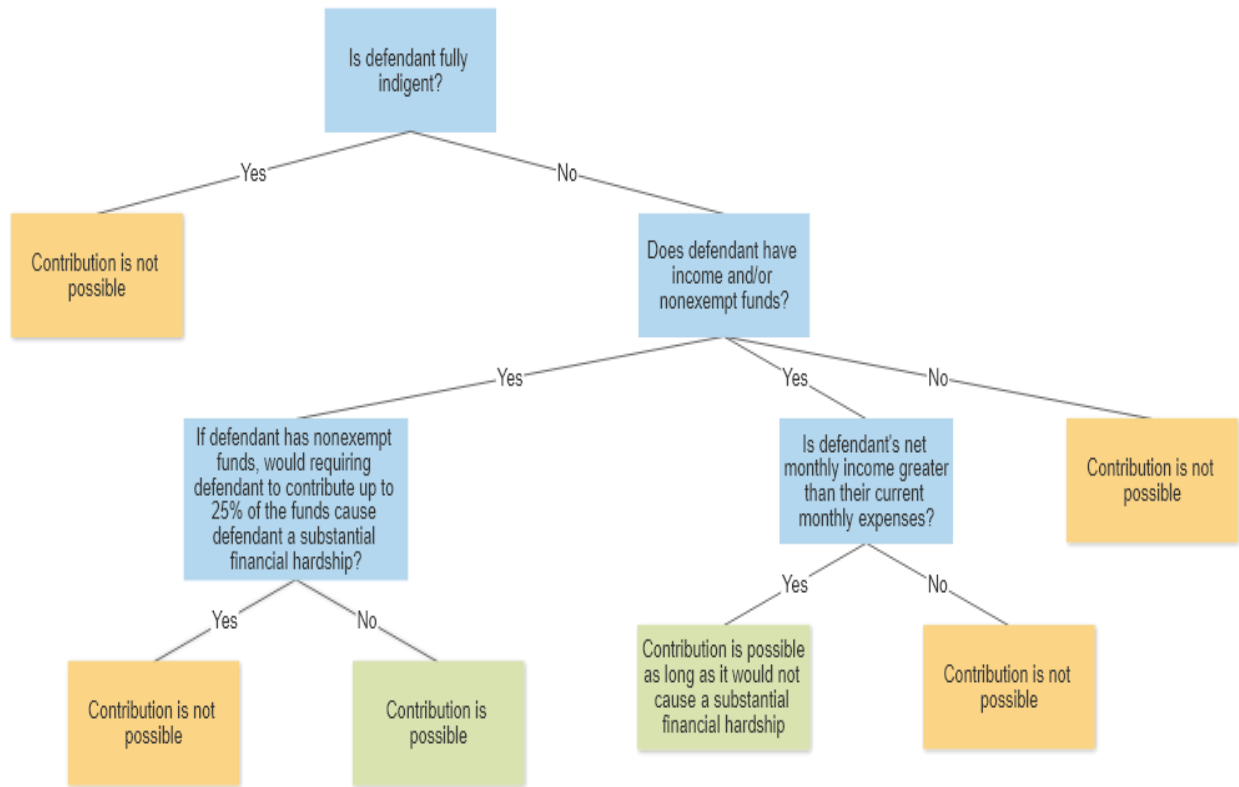 Is defendant fully
indigent?
Yes
No
Contribution is not
possible
Does defendant have
income and/or
nonexempt funds?
Yes
Yes
No
If defendant has nonexempt
funds, would requiring
defendant to contribute up to
25% of the funds cause
defendant a substantial
financial hardship?
Is defendant's net
monthly income greater
than their current
monthly expenses?
Contribution is not
possible
Yes
No
Yes
No
Contribution is not
possible
Contribution is
possible
Contribution is possible
as long as it would not
cause a substantial
financial hardship
Contribution is not
possible